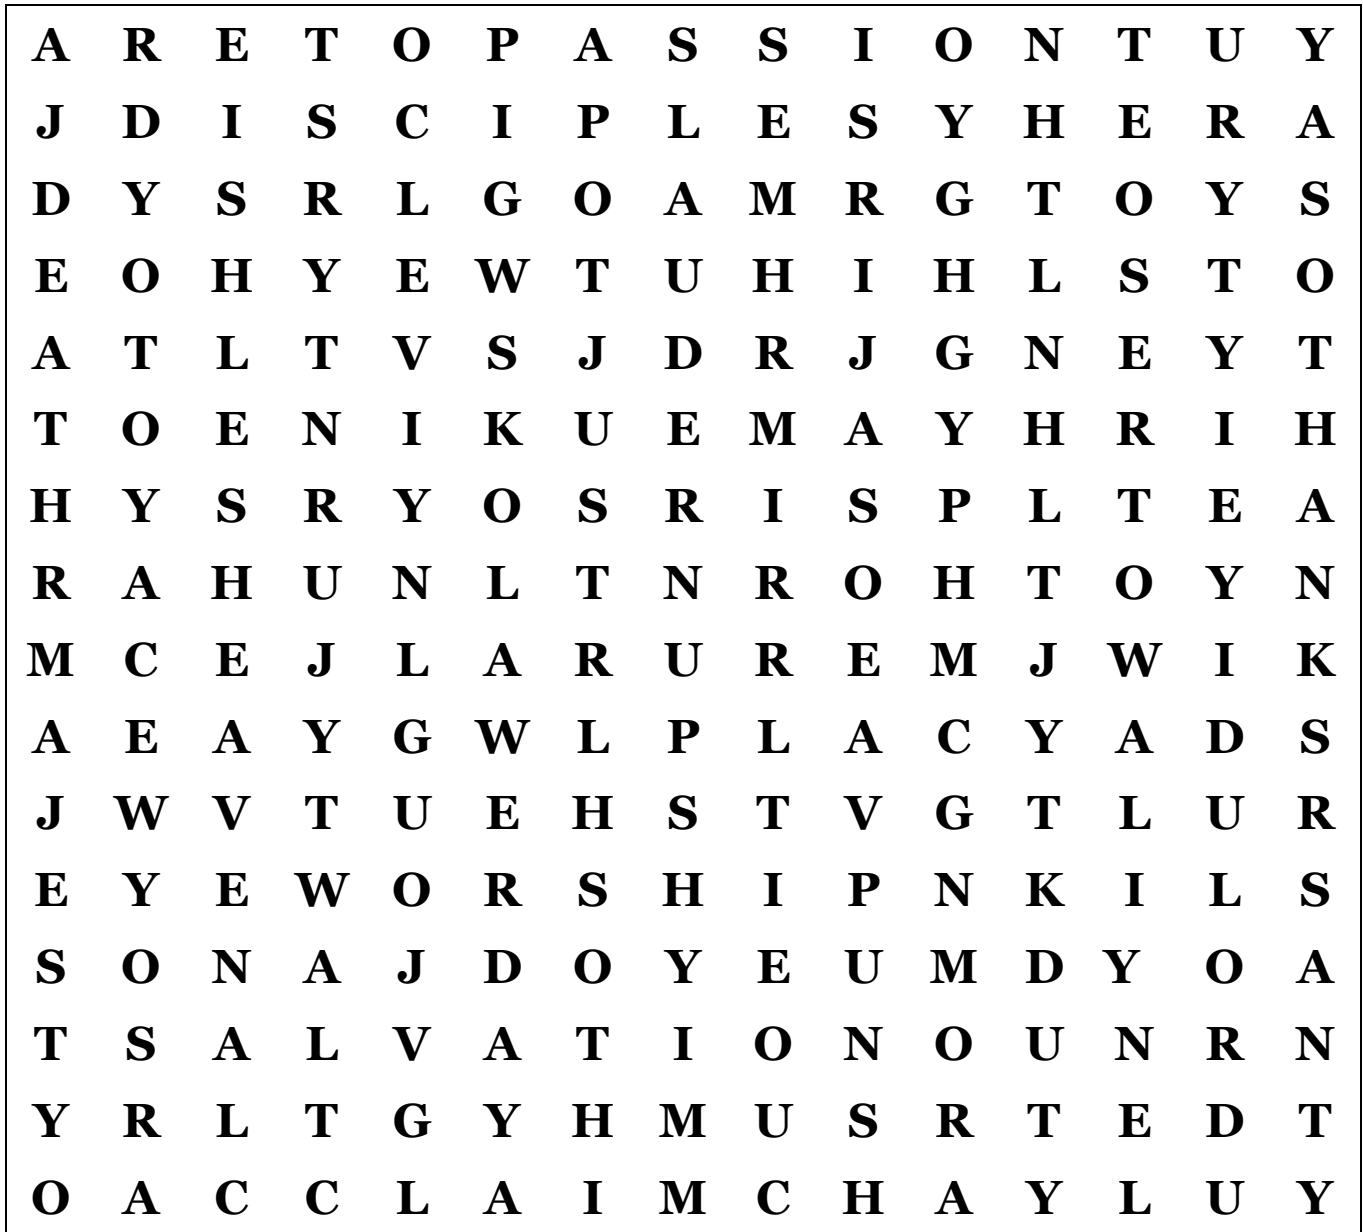 A R E T O P A S S I O N T U Y
J D I S C I P L E S Y H E R A
D Y S R L G O A M R G T O Y S
E O H Y E W T U H I H L S T O
A T L T V S J D R J G N E Y T
T O E N I K U E M A Y H R I H
H Y S R Y O S R I S P L T E A
R A H U N L T N R O H T O Y N
M C E J L A R U R E M J W I K
A E A Y G W L P L A C Y A D S
J W V T U E H S T V G T L U R
E Y E W O R S H I P N K I L S
S O N A J D O Y E U M D Y O A
T S A L V A T I O N O U N R N
Y R L T G Y H M U S R T E D T
O A C C L A I M C H A Y L U Y